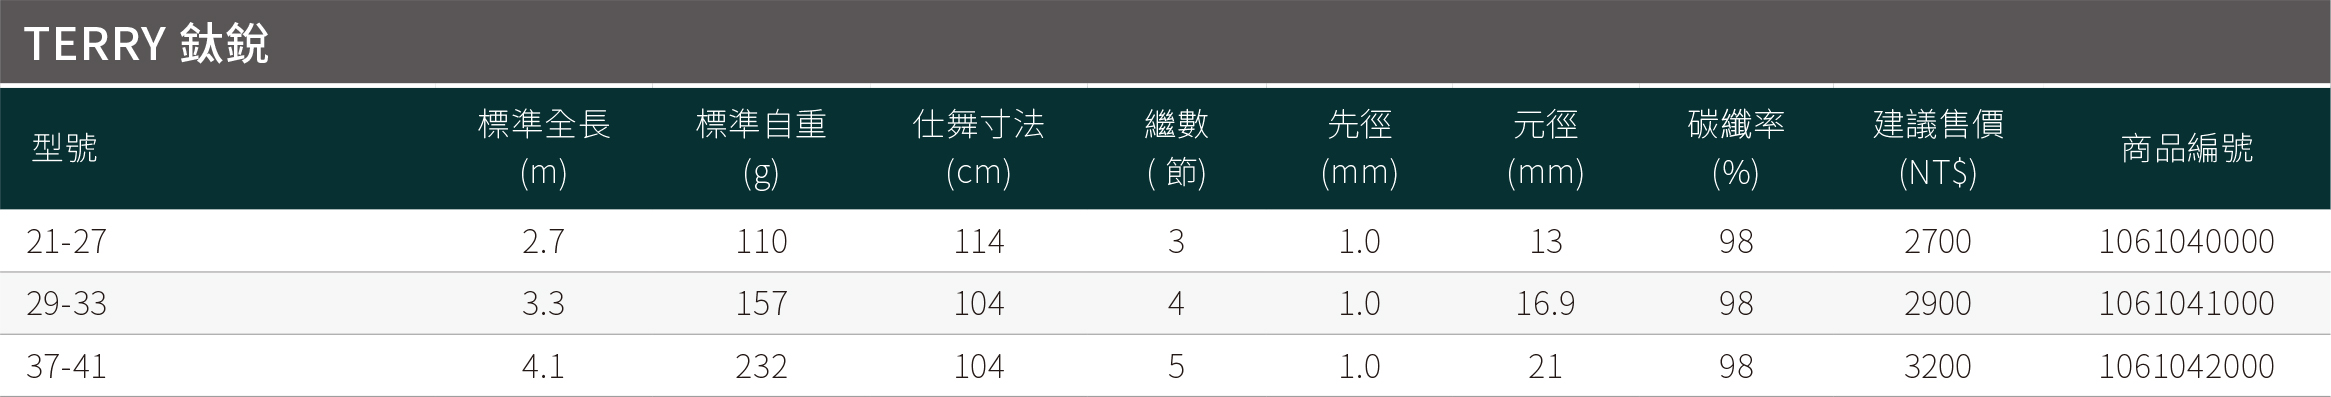 TERRY 鈦銳
型號 標準全長 (m) 標準自重 (g) 仕舞寸法 (cm) 繼數 ( 節) 先徑 (mm) 元徑 (mm) 碳纖率 (%) 建議售價 (NT$) 商品編號
21-27 2.7 110 114 3 1.0 13 98 2700 1061040000
29-33 3.3 157 104 4 1.0 16.9 98 2900 1061041000
37-41 4.1 232 104 5 1.0 21 98 3200 1061042000